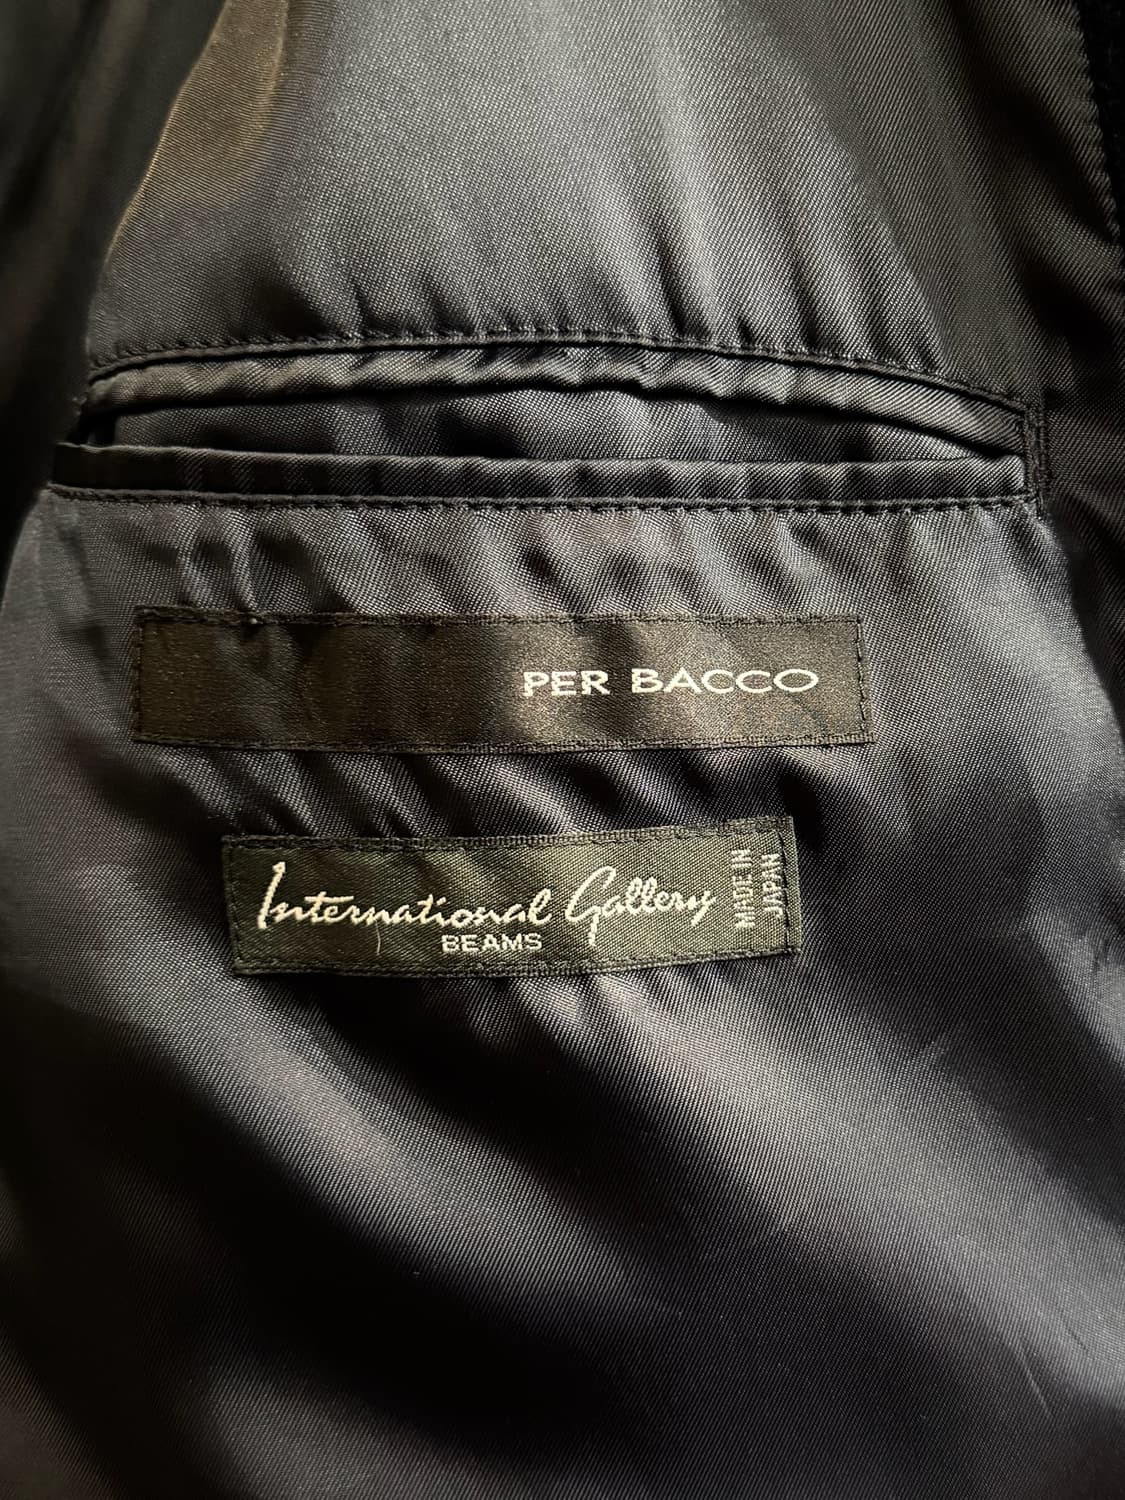 PER BACCO
International Gallery
BEAMS
MADE IN
JAPAN